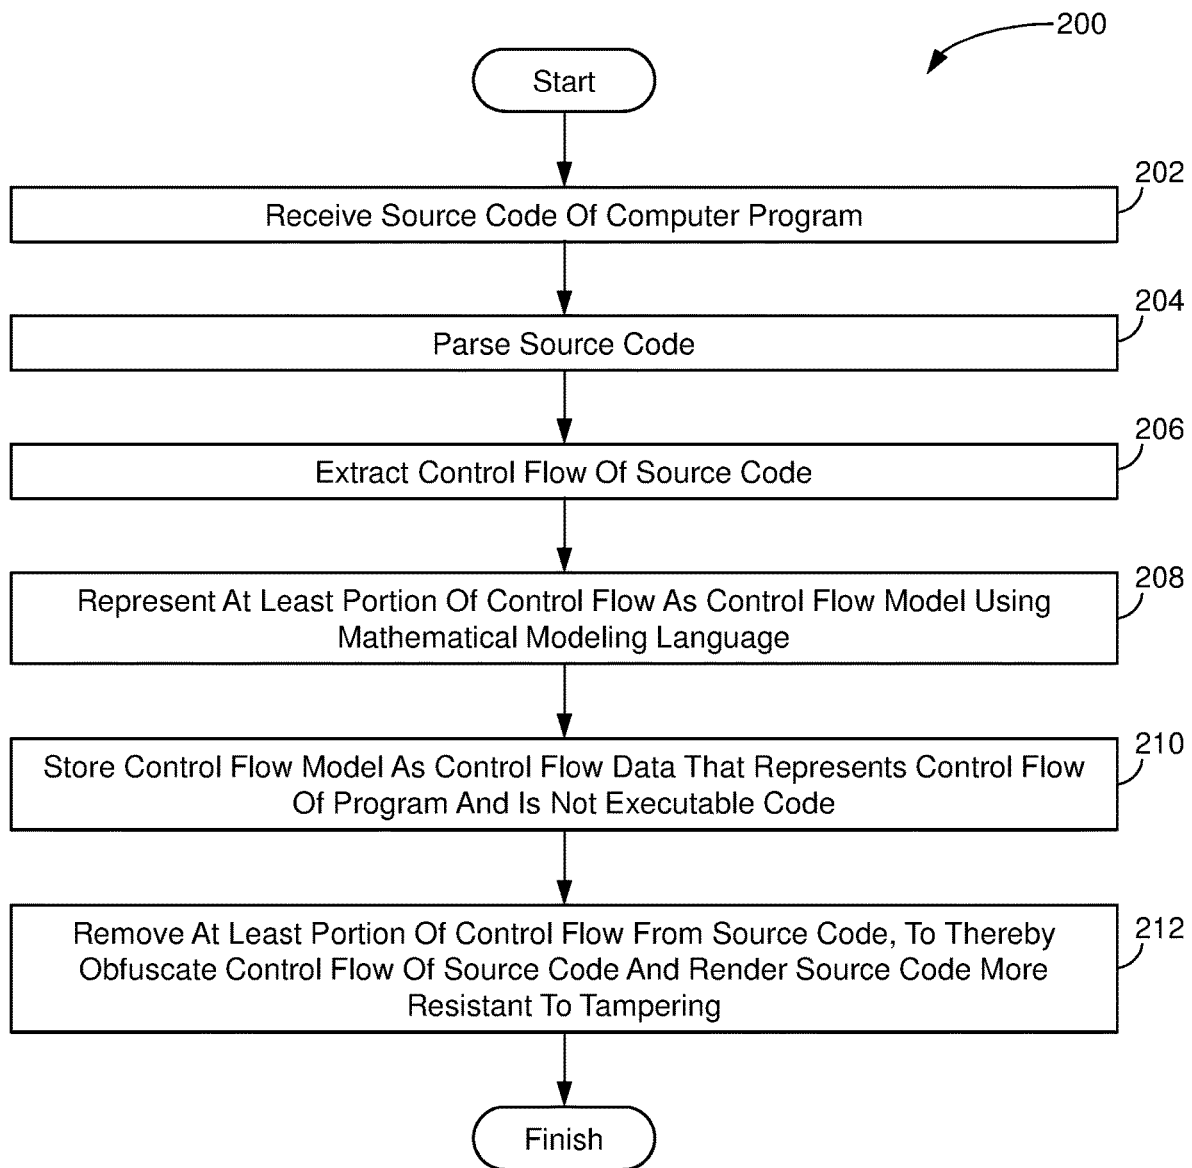 200
Start
202
Receive Source Code Of Computer Program
204
Parse Source Code
206
Extract Control Flow Of Source Code
208
Represent At Least Portion Of Control Flow As Control Flow Model Using
Mathematical Modeling Language
210
Store Control Flow Model As Control Flow Data That Represents Control Flow
Of Program And Is Not Executable Code
212
Remove At Least Portion Of Control Flow From Source Code, To Thereby
Obfuscate Control Flow Of Source Code And Render Source Code More
Resistant To Tampering
Finish